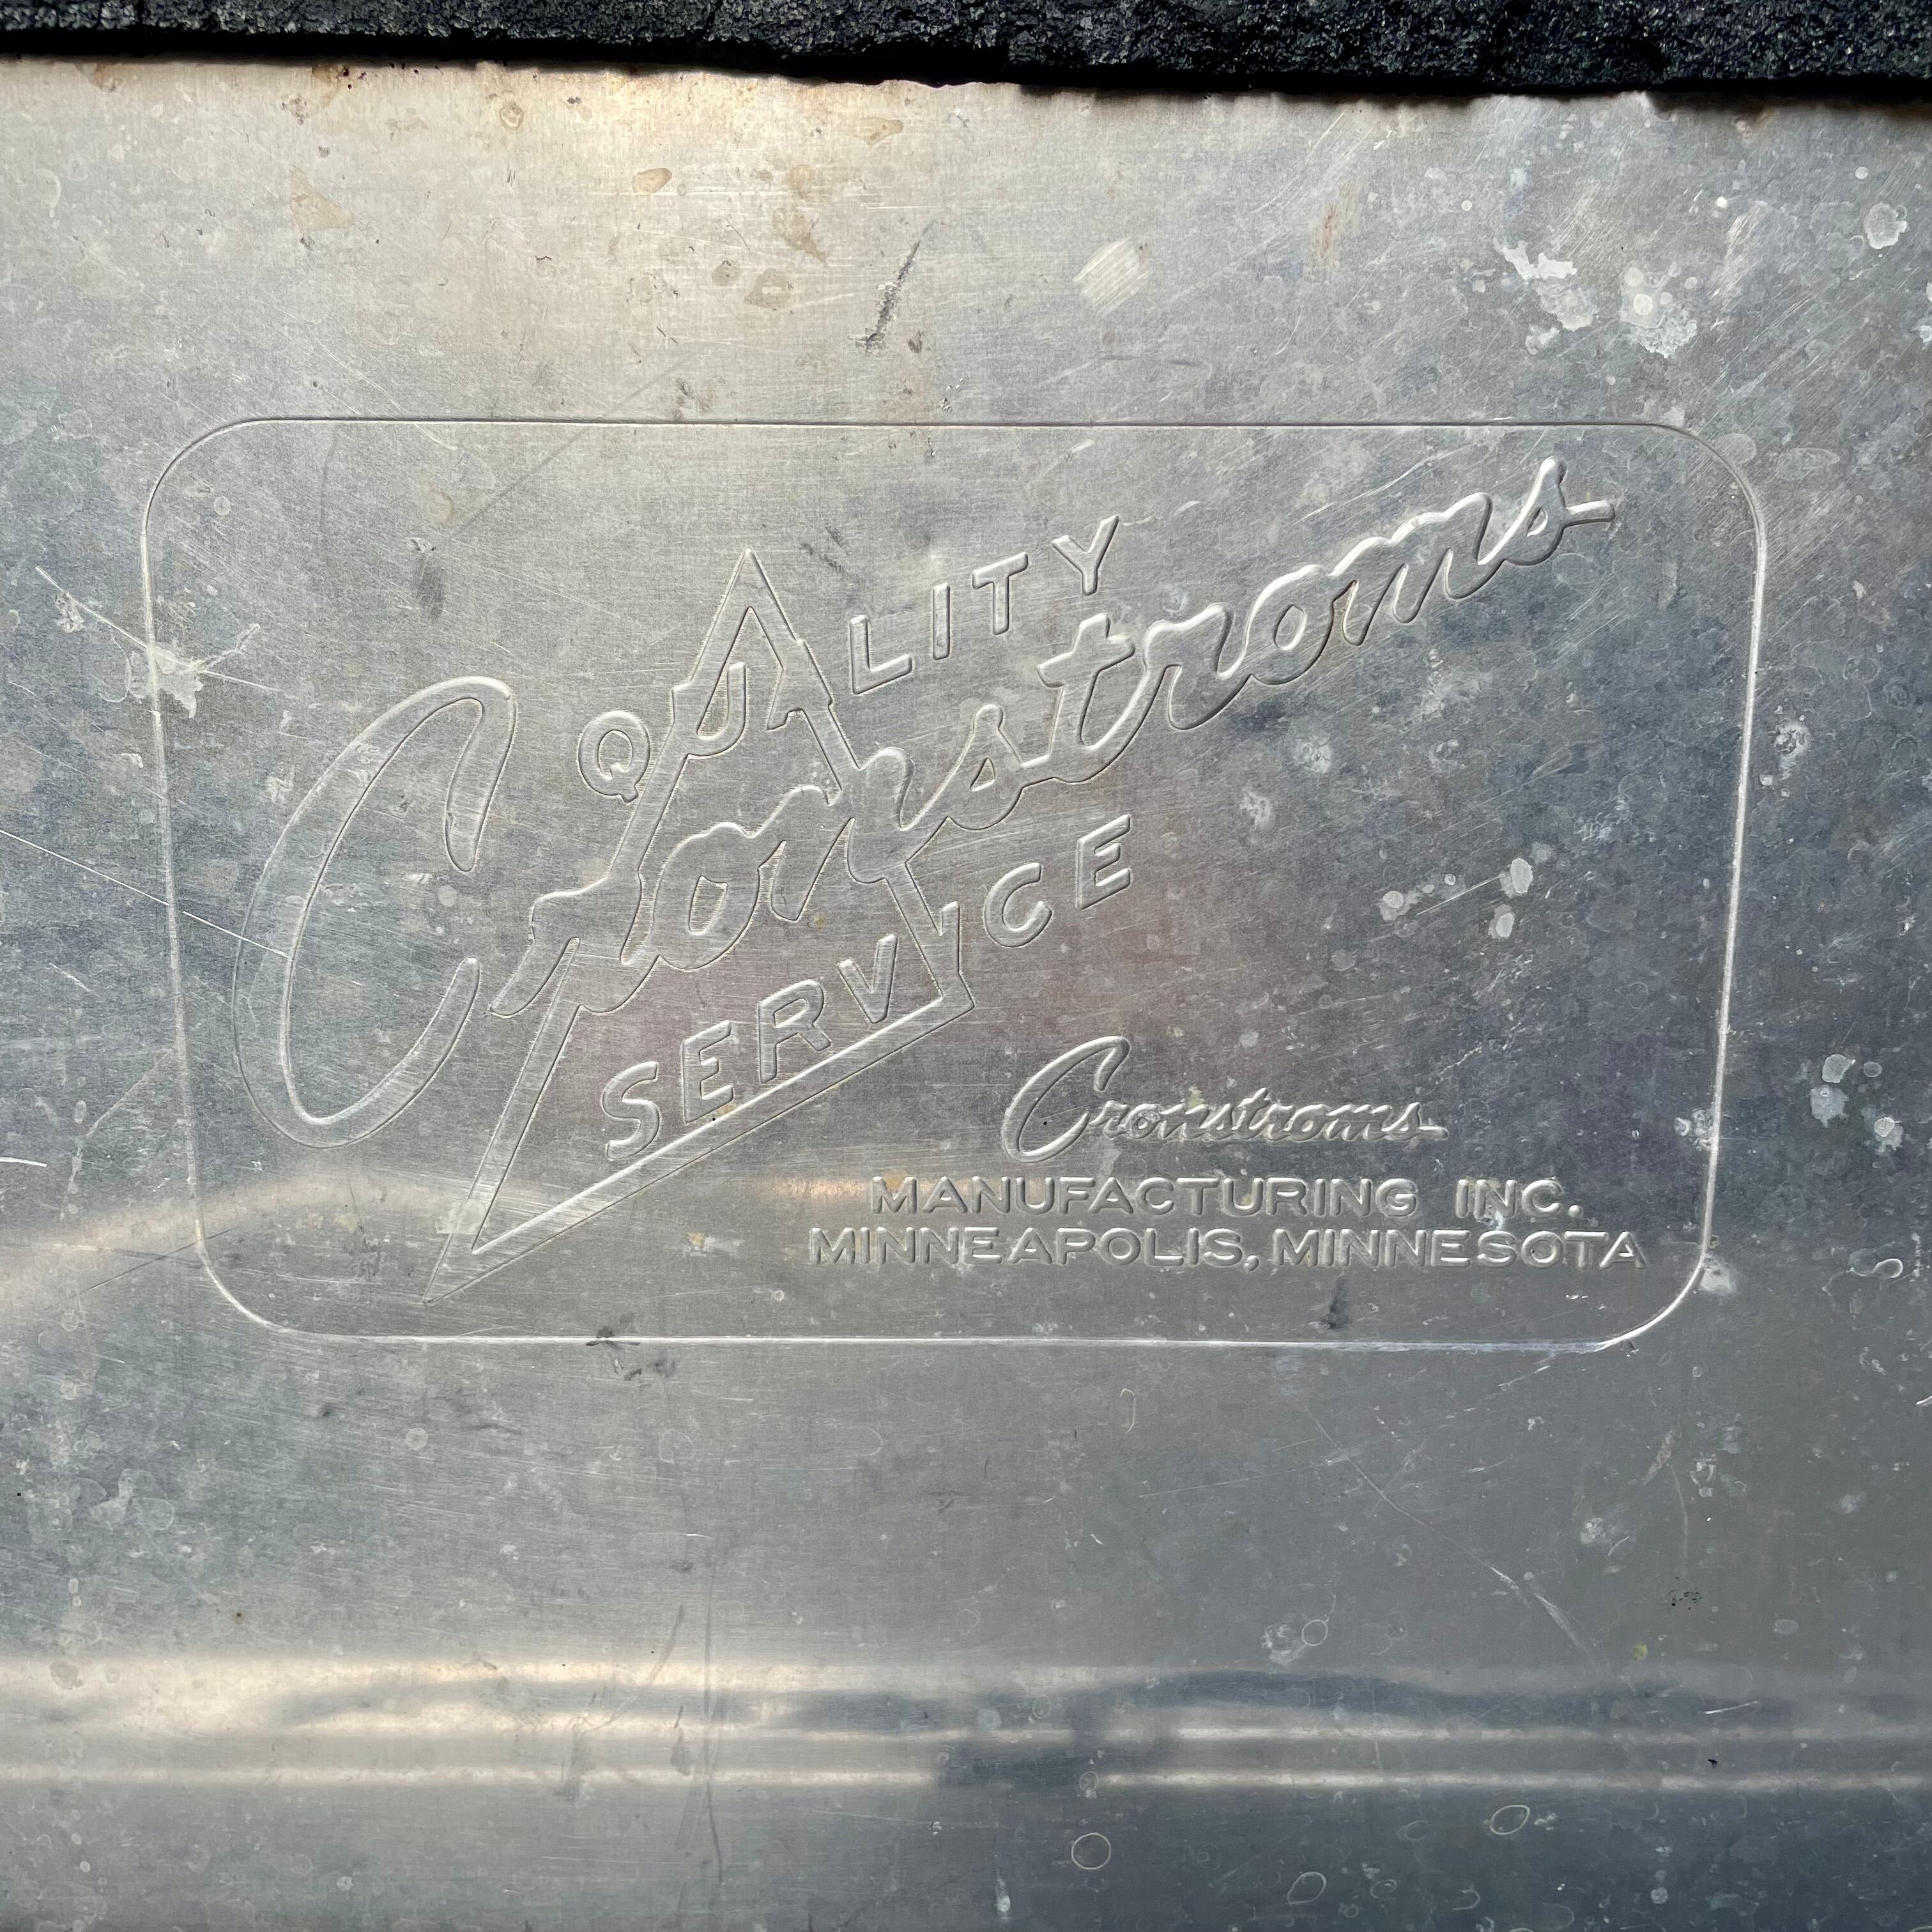 QUALITY
Cronstroms
SERVICE
Cronstroms
MANUFACTURING INC.
MINNEAPOLIS, MINNESOTA